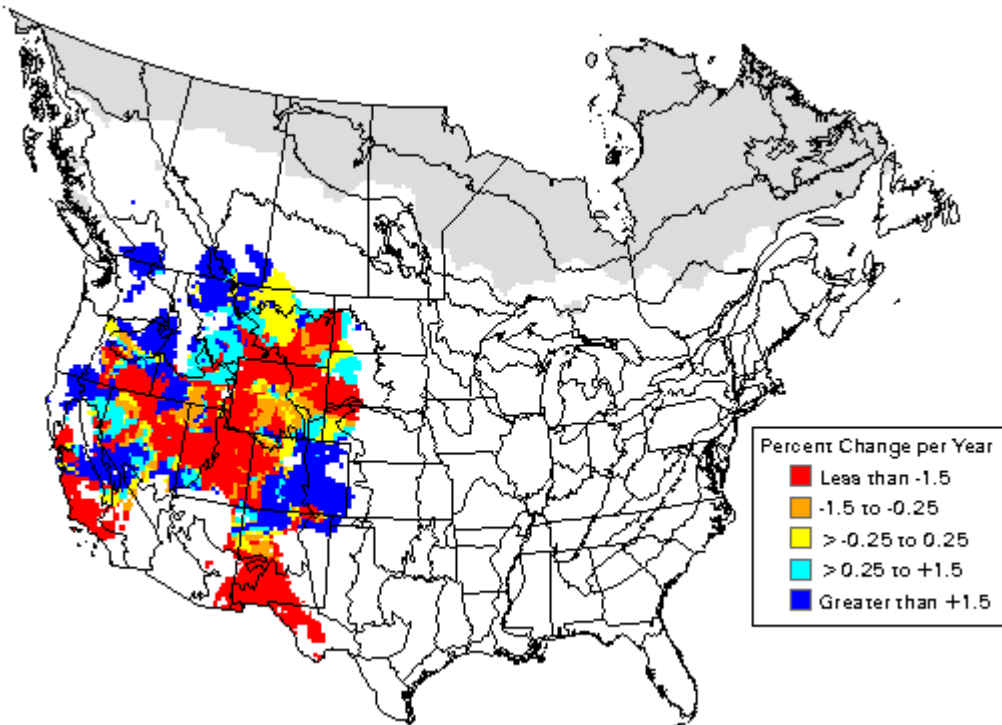 Percent Change per Year
Less than -1.5
-1.5 to -0.25
> -0.25 to 0.25
> 0.25 to +1.5
Greater than +1.5